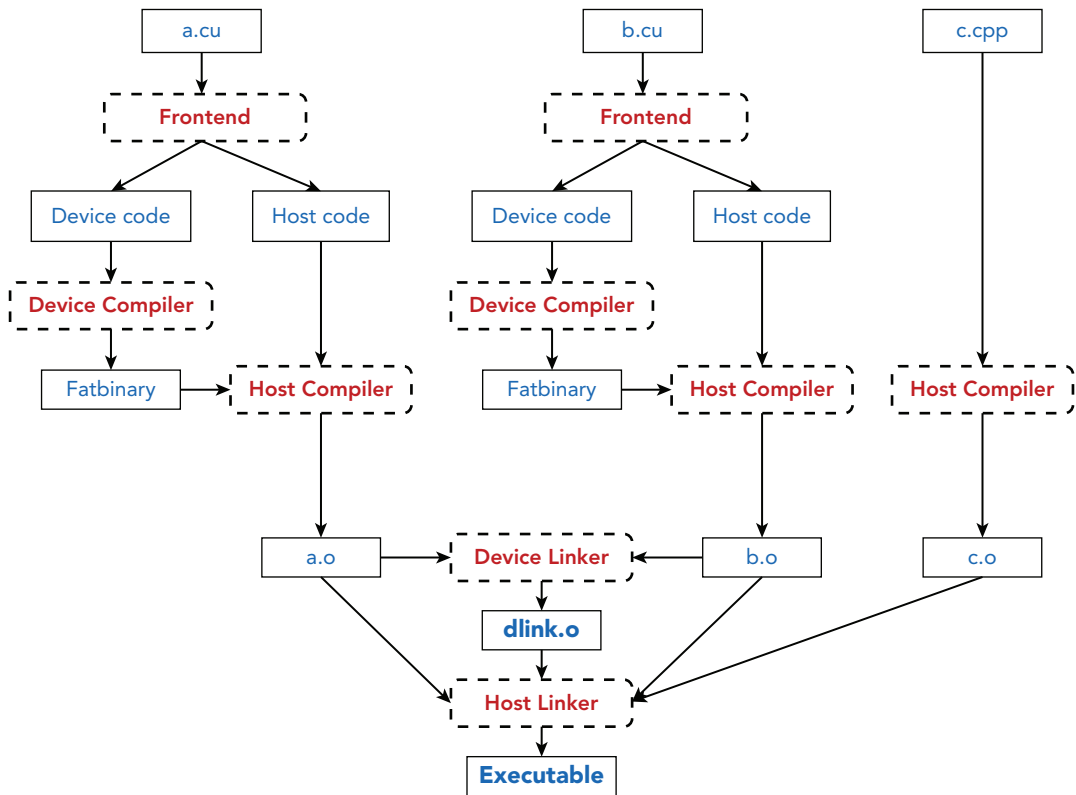 a.cu
b.cu
c.cpp
Frontend
Frontend
Device code
Host code
Device code
Host code
Device Compiler
Device Compiler
Fatbinary
Host Compiler
Fatbinary
Host Compiler
Host Compiler
a.o
Device Linker
b.o
c.o
dlink.o
Host Linker
Executable